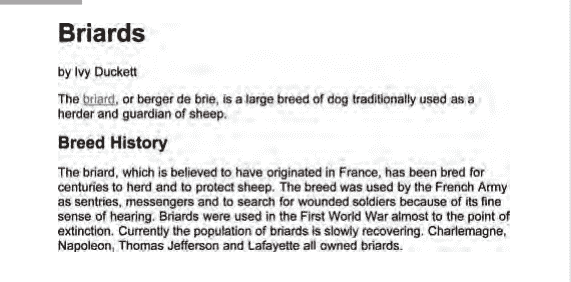 Briards
by Ivy Duckett
The briard, or berger de brie, is a large breed of dog traditionally used as a
herder and guardian of sheep.
Breed History
The briard, which is believed to have originated in France, has been bred for
centuries to herd and to protect sheep. The breed was used by the French Army
as sentries, messengers and to search for wounded soldiers because of its fine
sense of hearing. Briards were used in the First World War almost to the point of
extinction. Currently the population of briards is slowly recovering. Charlemagne,
Napoleon, Thomas Jefferson and Lafayette all owned briards.